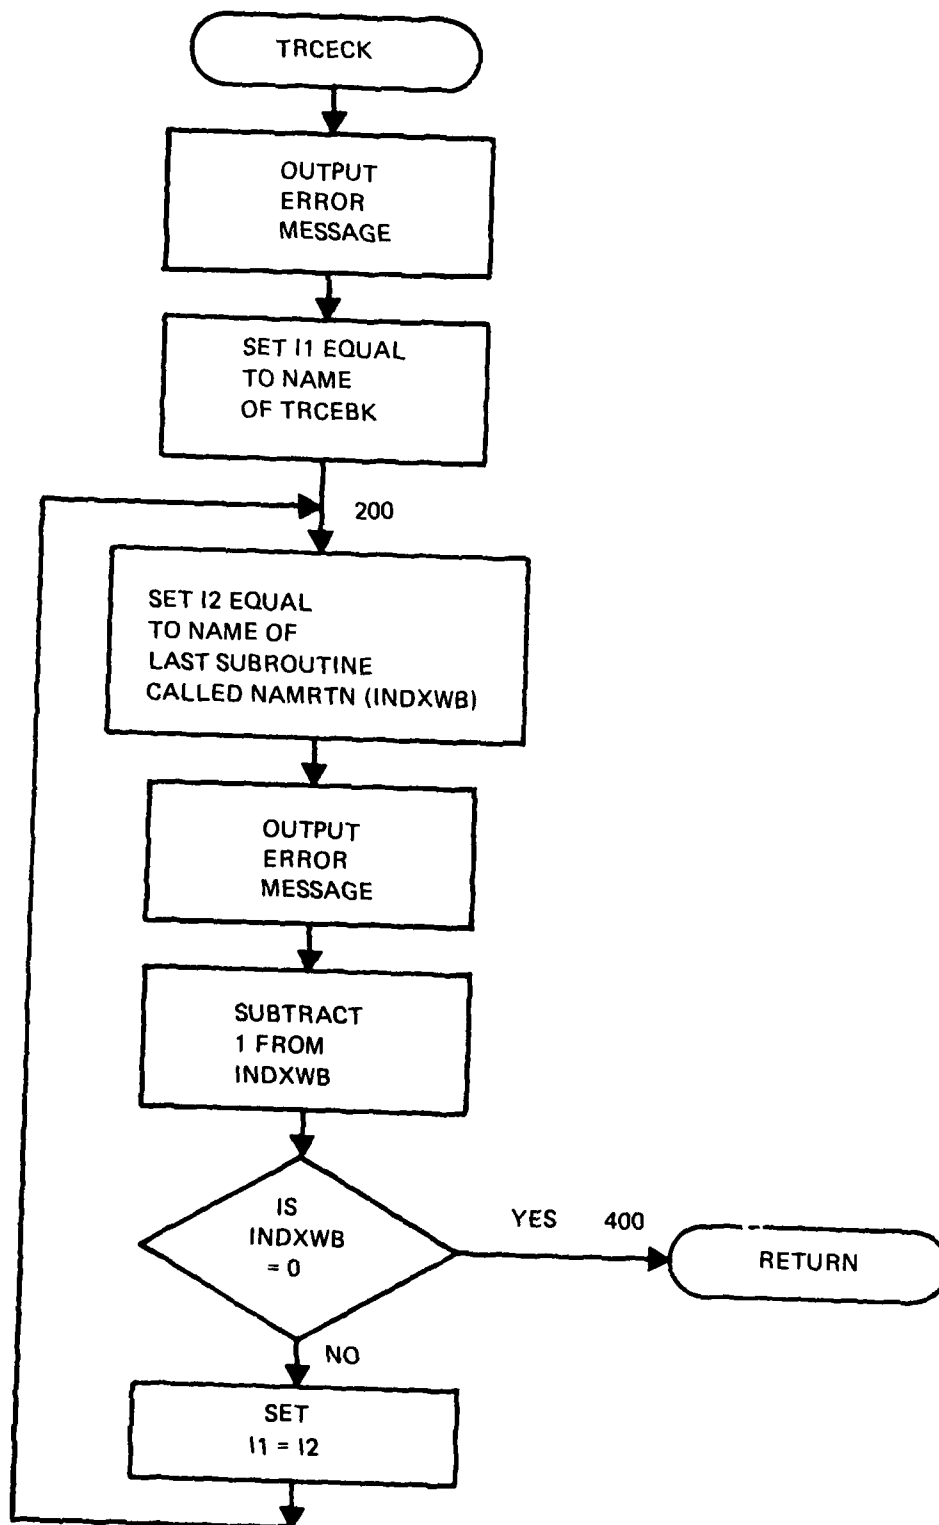 TRCECK
OUTPUT
ERROR
MESSAGE
SET I1 EQUAL
TO NAME
OF TRCEBK
200
SET I2 EQUAL
TO NAME OF
LAST SUBROUTINE
CALLED NAMRTN (INDXWB)
OUTPUT
ERROR
MESSAGE
SUBTRACT
1 FROM
INDXWB
IS
INDXWB
= 0
YES 400
RETURN
NO
SET
I1 = I2